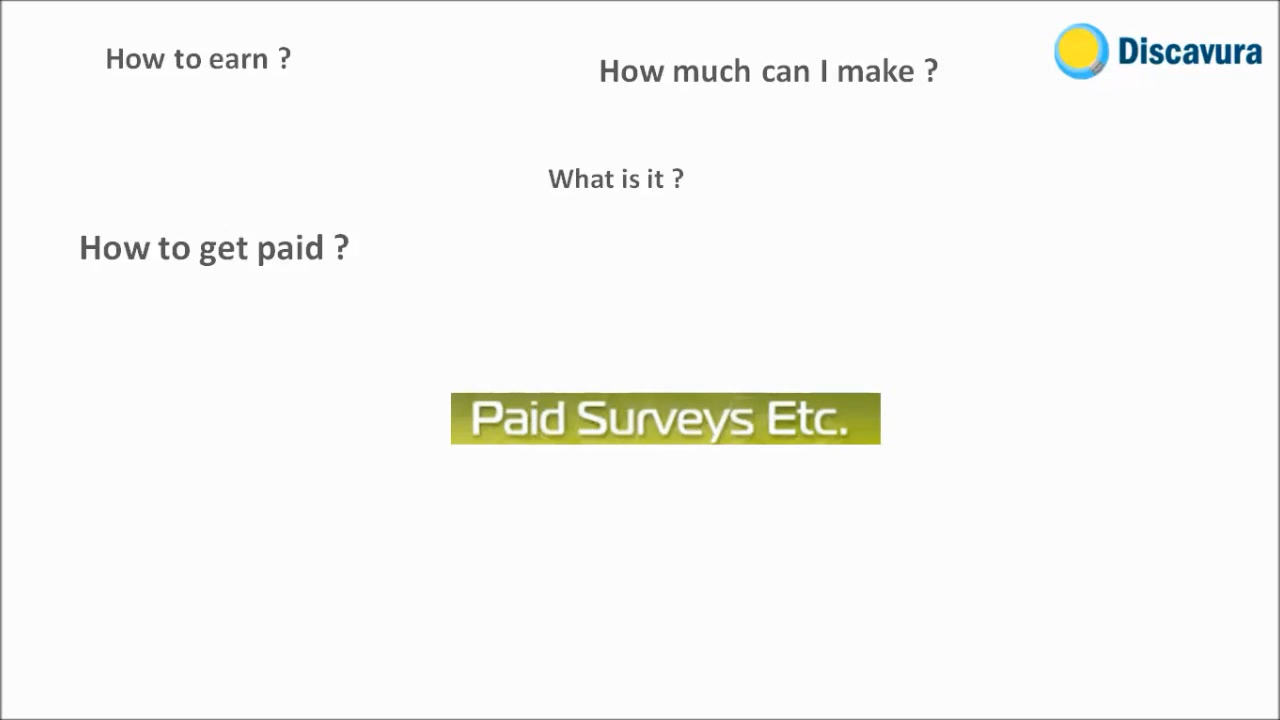 How to earn ?
How much can I make ?
Discavura
What is it ?
How to get paid ?
Paid Surveys Etc.